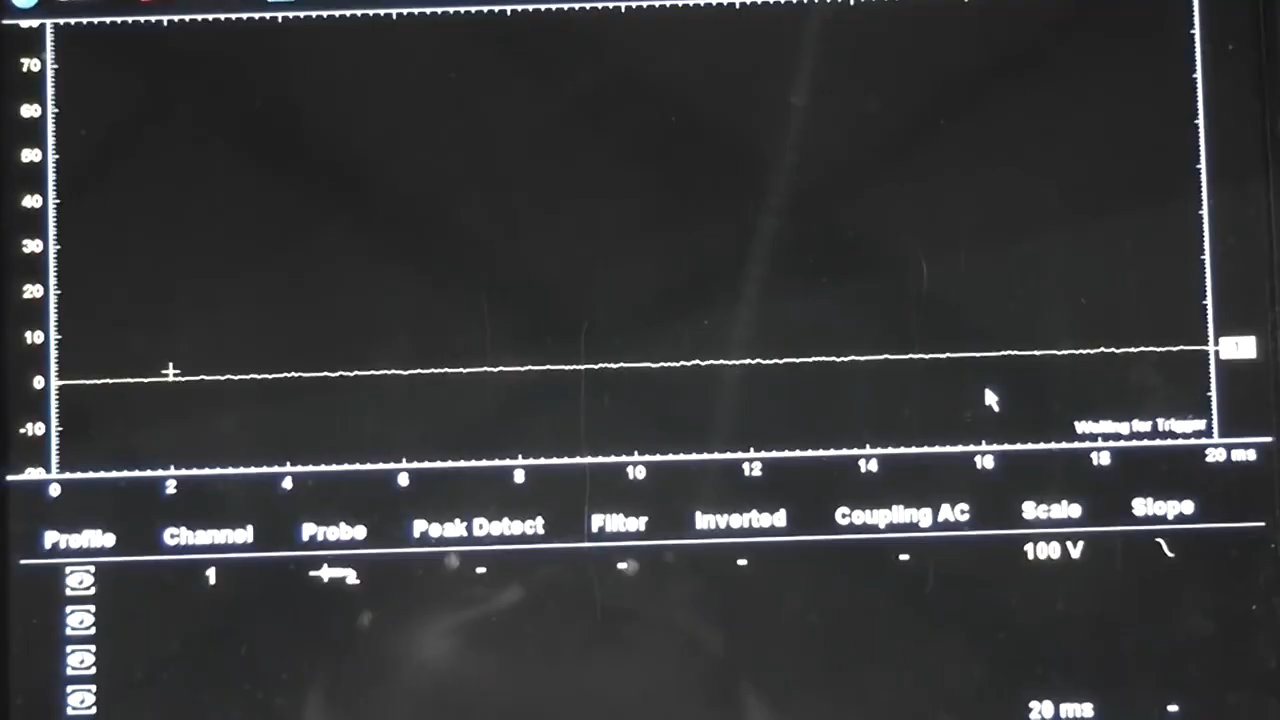 70
60
50
40
30
20
10
0
-10
Waiting for Trigger
0 2 4 6 8 10 12 14 16 18 20 ms
Profile Channel Probe Peak Detect Filter Inverted Coupling AC Scale Slope
1 - - - - 100 V
20 ms -